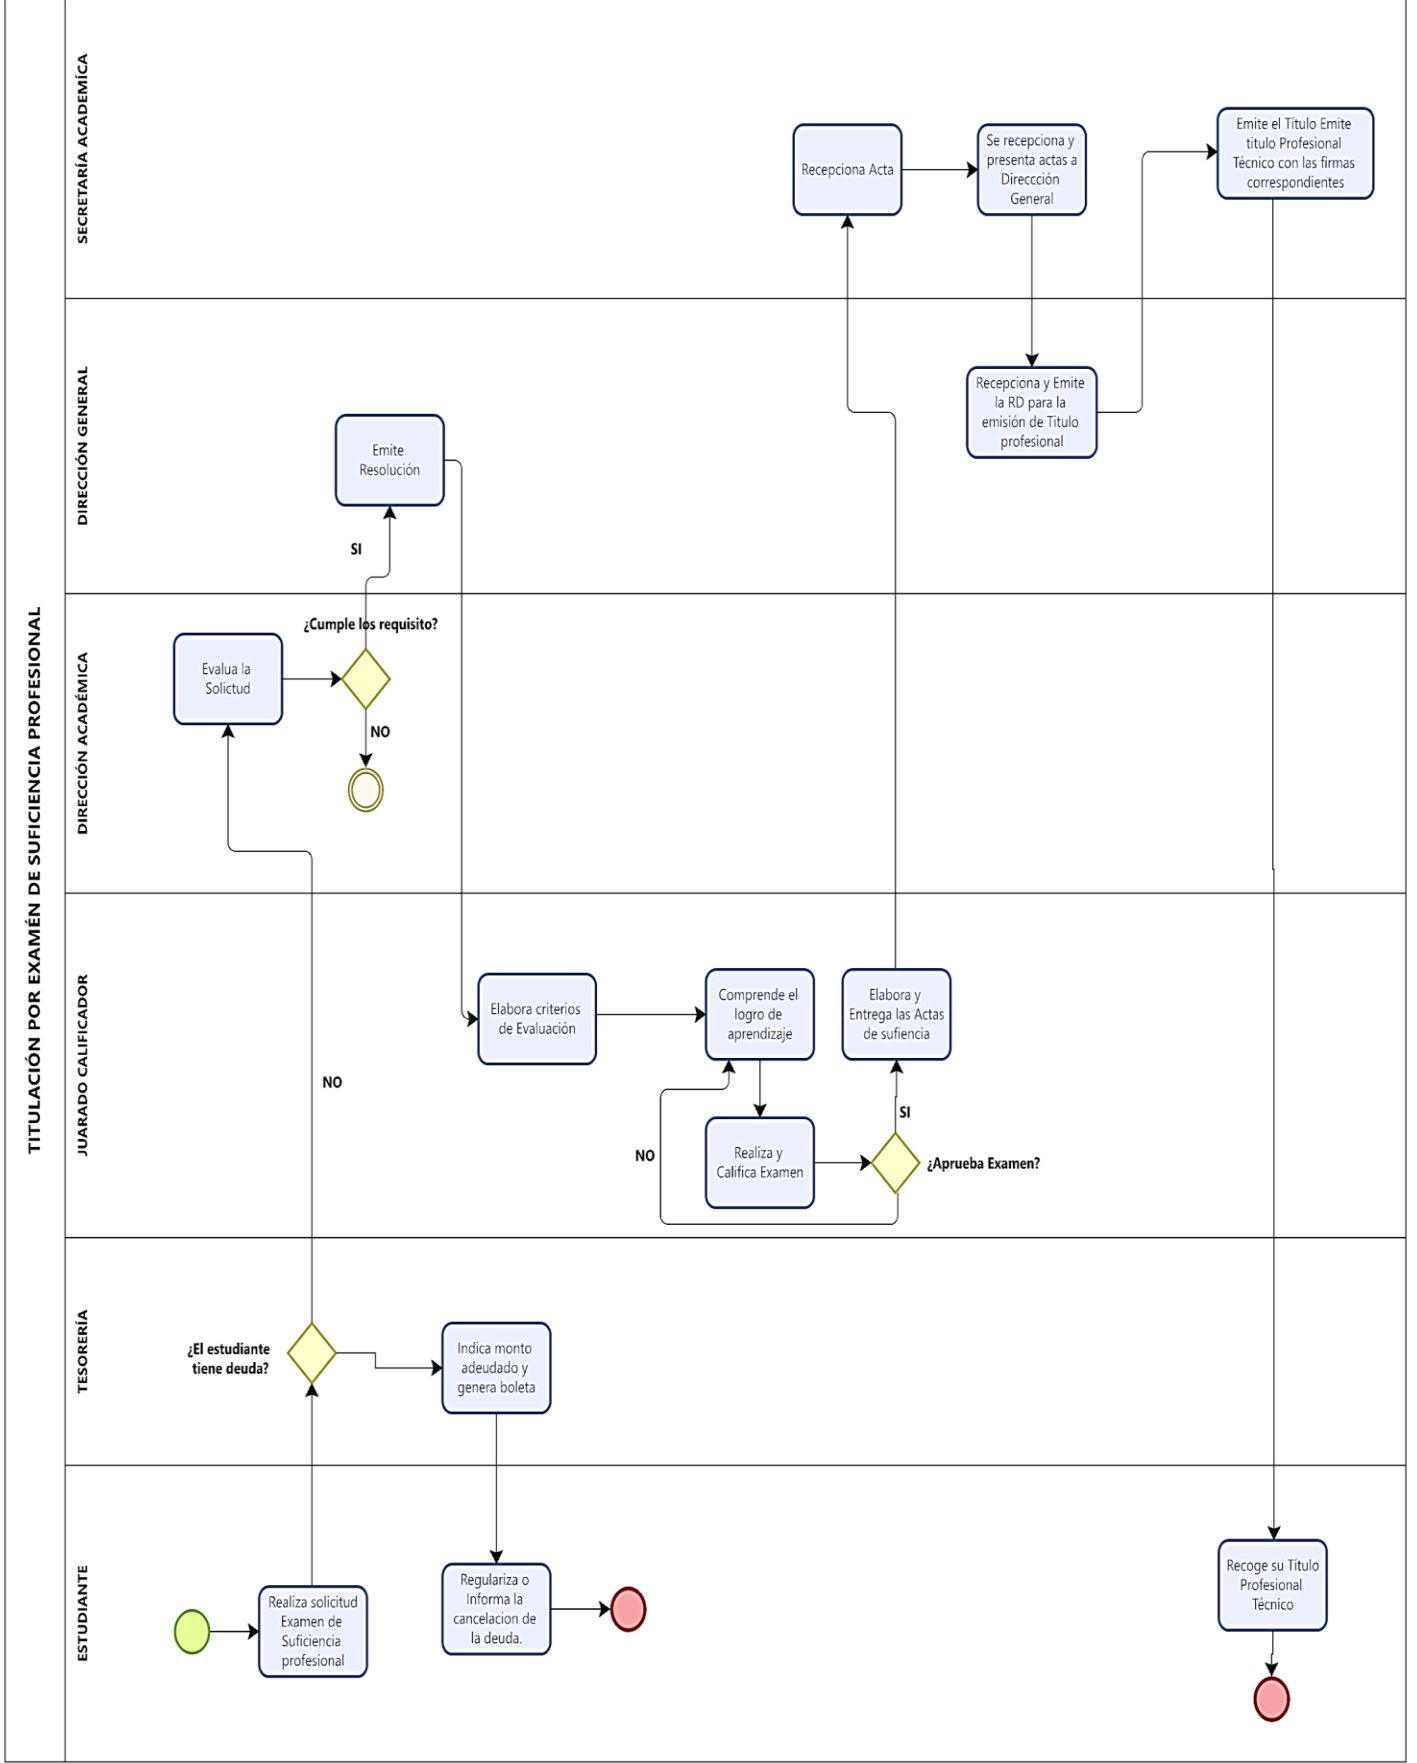 TITULACIÓN POR EXAMÉN DE SUFICIENCIA PROFESIONAL
SECRETARÍA ACADEMÍCA
Recepciona Acta
Se recepciona y
presenta actas a
Direccción
General
Emite el Título Emite
titulo Profesional
Técnico con las firmas
correspondientes
DIRECCIÓN GENERAL
Emite
Resolución
SI
Recepciona y Emite
la RD para la
emisión de Titulo
profesional
DIRECCIÓN ACADÉMICA
Evalua la
Solictud
¿Cumple los requisito?
NO
JUARADO CALIFICADOR
NO
Elabora criterios
de Evaluación
Comprende el
logro de
aprendizaje
Elabora y
Entrega las Actas
de sufiencia
SI
NO
Realiza y
Califica Examen
¿Aprueba Examen?
TESORERÍA
¿El estudiante
tiene deuda?
Indica monto
adeudado y
genera boleta
ESTUDIANTE
Realiza solicitud
Examen de
Suficiencia
profesional
Regulariza o
Informa la
cancelacion de
la deuda.
Recoge su Título
Profesional
Técnico